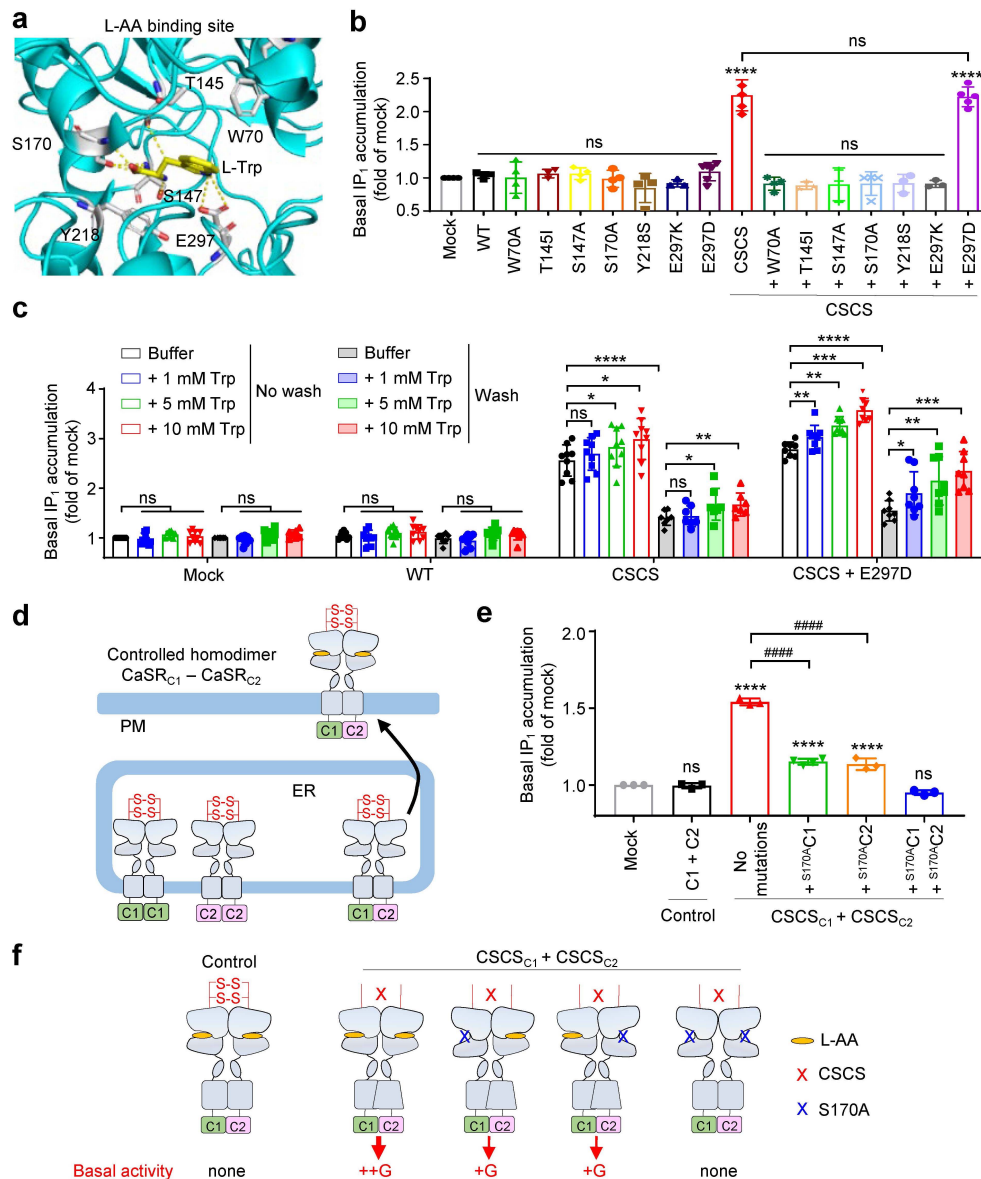 a
L-AA binding site
T145
W70
S170
L-Trp
S147
Y218
E297
b
Basal IP1 accumulation
(fold of mock)
2.5
2.0
1.5
1.0
0.5
ns
ns
****
ns
****
Mock
WT
W70A
T145I
S147A
S170A
Y218S
E297K
E297D
CSCS
+ W70A
+ T145I
+ S147A
+ S170A
+ Y218S
+ E297K
+ E297D
CSCS
c
Basal IP1 accumulation
(fold of mock)
4
3
2
1
Buffer
+ 1 mM Trp
+ 5 mM Trp
+ 10 mM Trp
No wash
Buffer
+ 1 mM Trp
+ 5 mM Trp
+ 10 mM Trp
Wash
ns
ns
ns
ns
****
*
*
ns
**
*
ns
****
***
**
**
***
**
*
Mock
WT
CSCS
CSCS + E297D
d
S-S
S-S
Controlled homodimer
CaSRC1 – CaSRC2
PM
C1 C2
ER
S-S
S-S
S-S
S-S
S-S
S-S
C1 C1
C2 C2
C1 C2
e
Basal IP1 accumulation
(fold of mock)
2.0
1.5
1.0
####
####
****
ns
****
****
ns
Mock
C1 + C2
No
mutations
+ S170AC1
+ S170AC2
+ S170AC1
+ S170AC2
Control
CSCSC1 + CSCSC2
f
Control
CSCSC1 + CSCSC2
S-S
S-S
X
X
X
X
X
X
X
X
C1 C2
C1 C2
C1 C2
C1 C2
C1 C2
L-AA
X CSCS
X S170A
Basal activity
none
++G
+G
+G
none